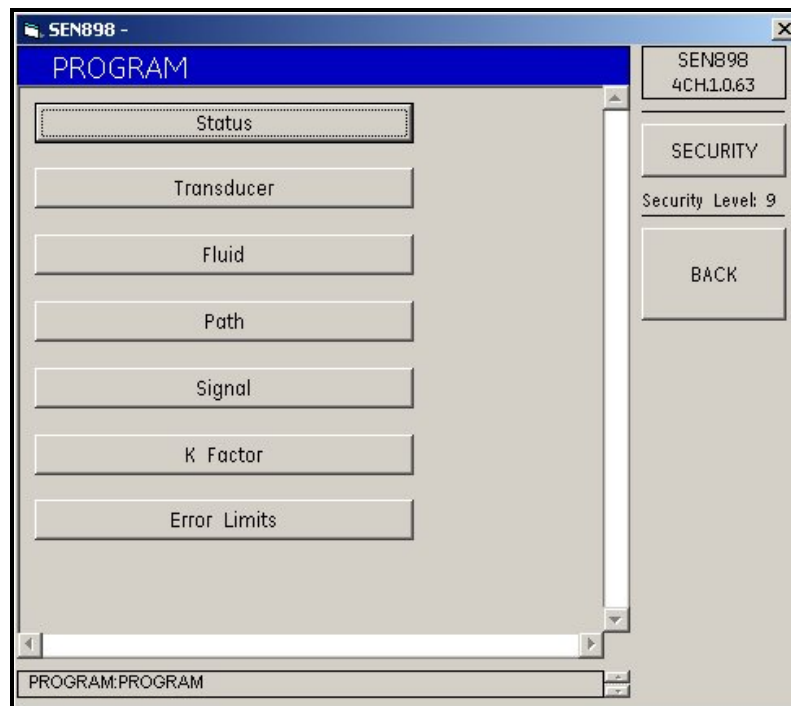 SEN898 -
PROGRAM
Status
Transducer
Fluid
Path
Signal
K Factor
Error Limits
PROGRAM:PROGRAM
SEN898
4CH.1.0.63
SECURITY
Security Level: 9
BACK